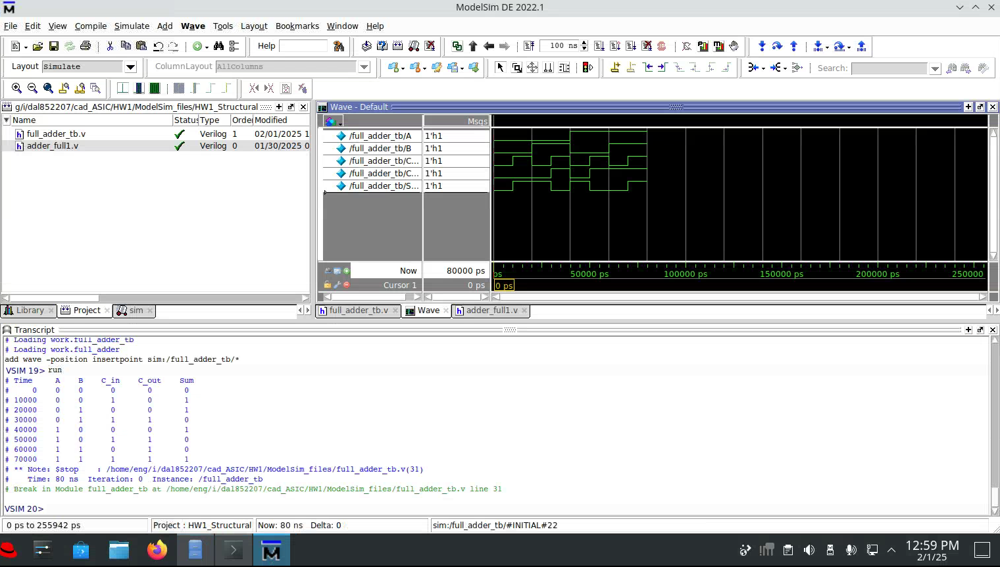 ModelSim DE 2022.1
File Edit View Compile Simulate Add Wave Tools Layout Bookmarks Window Help
Help 100 ns
Layout Simulate ColumnLayout AllColumns Search:
g/i/dal852207/cad_ASIC/HW1/ModelSim_files/HW1_Structural
Name Status Type Order Modified
full_adder_tb.v Verilog 1 02/01/2025 1
adder_full1.v Verilog 0 01/30/2025 0
Wave - Default
Msgs
/full_adder_tb/A 1'h1
/full_adder_tb/B 1'h1
/full_adder_tb/C... 1'h1
/full_adder_tb/C... 1'h1
/full_adder_tb/S... 1'h1
Now 80000 ps ps 50000 ps 100000 ps 150000 ps 200000 ps 250000
Cursor 1 0 ps 0 ps
Library Project sim
full_adder_tb.v Wave adder_full1.v
Transcript
# Loading work.full_adder_tb
# Loading work.full_adder
add wave -position insertpoint sim:/full_adder_tb/*
VSIM 19> run
# Time A B C_in C_out Sum
# 0 0 0 0 0 0
# 10000 0 0 1 0 1
# 20000 0 1 0 0 1
# 30000 0 1 1 1 0
# 40000 1 0 0 0 1
# 50000 1 0 1 1 0
# 60000 1 1 0 1 0
# 70000 1 1 1 1 1
# ** Note: $stop : /home/eng/i/dal852207/cad_ASIC/HW1/ModelSim_files/full_adder_tb.v(31)
# Time: 80 ns Iteration: 0 Instance: /full_adder_tb
# Break in Module full_adder_tb at /home/eng/i/dal852207/cad_ASIC/HW1/ModelSim_files/full_adder_tb.v line 31
VSIM 20>
0 ps to 255942 ps Project : HW1_Structural Now: 80 ns Delta: 0 sim:/full_adder_tb/#INITIAL#22
12:59 PM
2/1/25